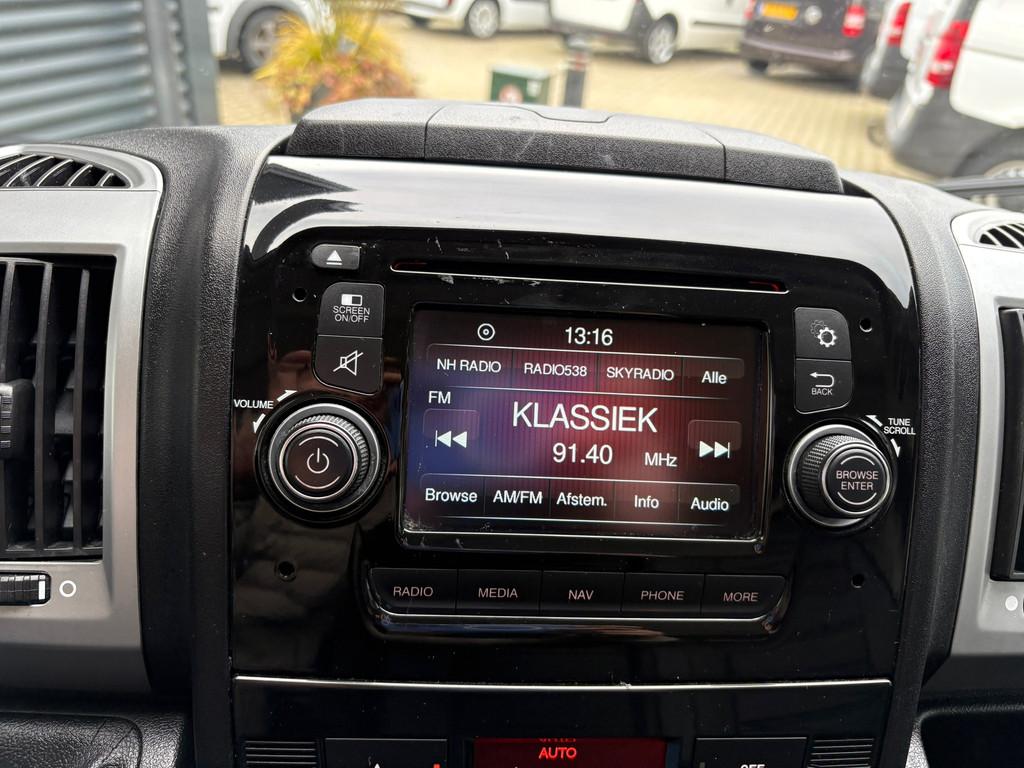 SCREEN
ON/OFF
VOLUME
13:16
NH RADIO RADIO538 SKYRADIO Alle
FM
KLASSIEK
91.40 MHz
Browse AM/FM Afstem. Info Audio
BACK
TUNE
SCROLL
BROWSE
ENTER
RADIO MEDIA NAV PHONE MORE
AUTO
OFF